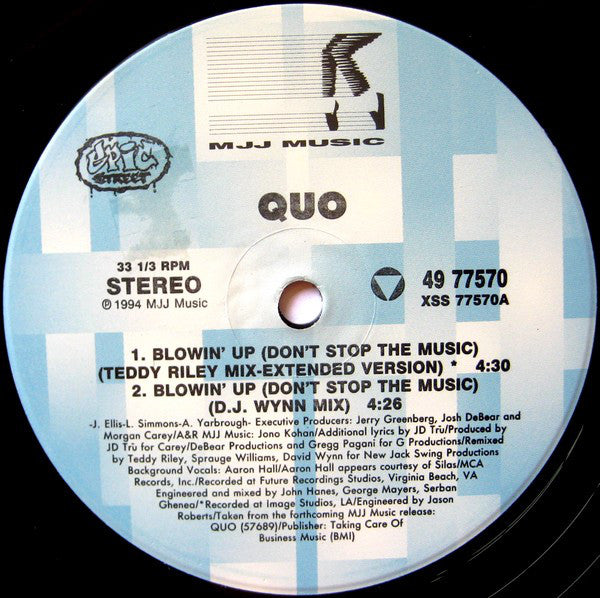 MJJ MUSIC
epic
STREET
QUO
33 1/3 RPM
STEREO
℗ 1994 MJJ Music
49 77570
XSS 77570A
1. BLOWIN' UP (DON'T STOP THE MUSIC)
(TEDDY RILEY MIX-EXTENDED VERSION) * 4:30
2. BLOWIN' UP (DON'T STOP THE MUSIC)
(D.J. WYNN MIX) 4:26
-J. Ellis-L. Simmons-A. Yarbrough- Executive Producers: Jerry Greenberg, Josh DeBear and
Morgan Carey/A&R MJJ Music: Jono Kohan/Additional lyrics by JD Trü/Produced by
JD Trü for Carey/DeBear Productions and Gregg Pagani for G Productions/Remixed
by Teddy Riley, Sprauge Williams, David Wynn for New Jack Swing Productions
Background Vocals: Aaron Hall/Aaron Hall appears courtesy of Silas/MCA
Records, Inc./Recorded at Future Recordings Studios, Virginia Beach, VA
Engineered and mixed by John Hanes, George Mayers, Serban
Ghenea/*Recorded at Image Studios, LA/Engineered by Jason
Roberts/Taken from the forthcoming MJJ Music release:
QUO (57689)/Publisher: Taking Care Of
Business Music (BMI)